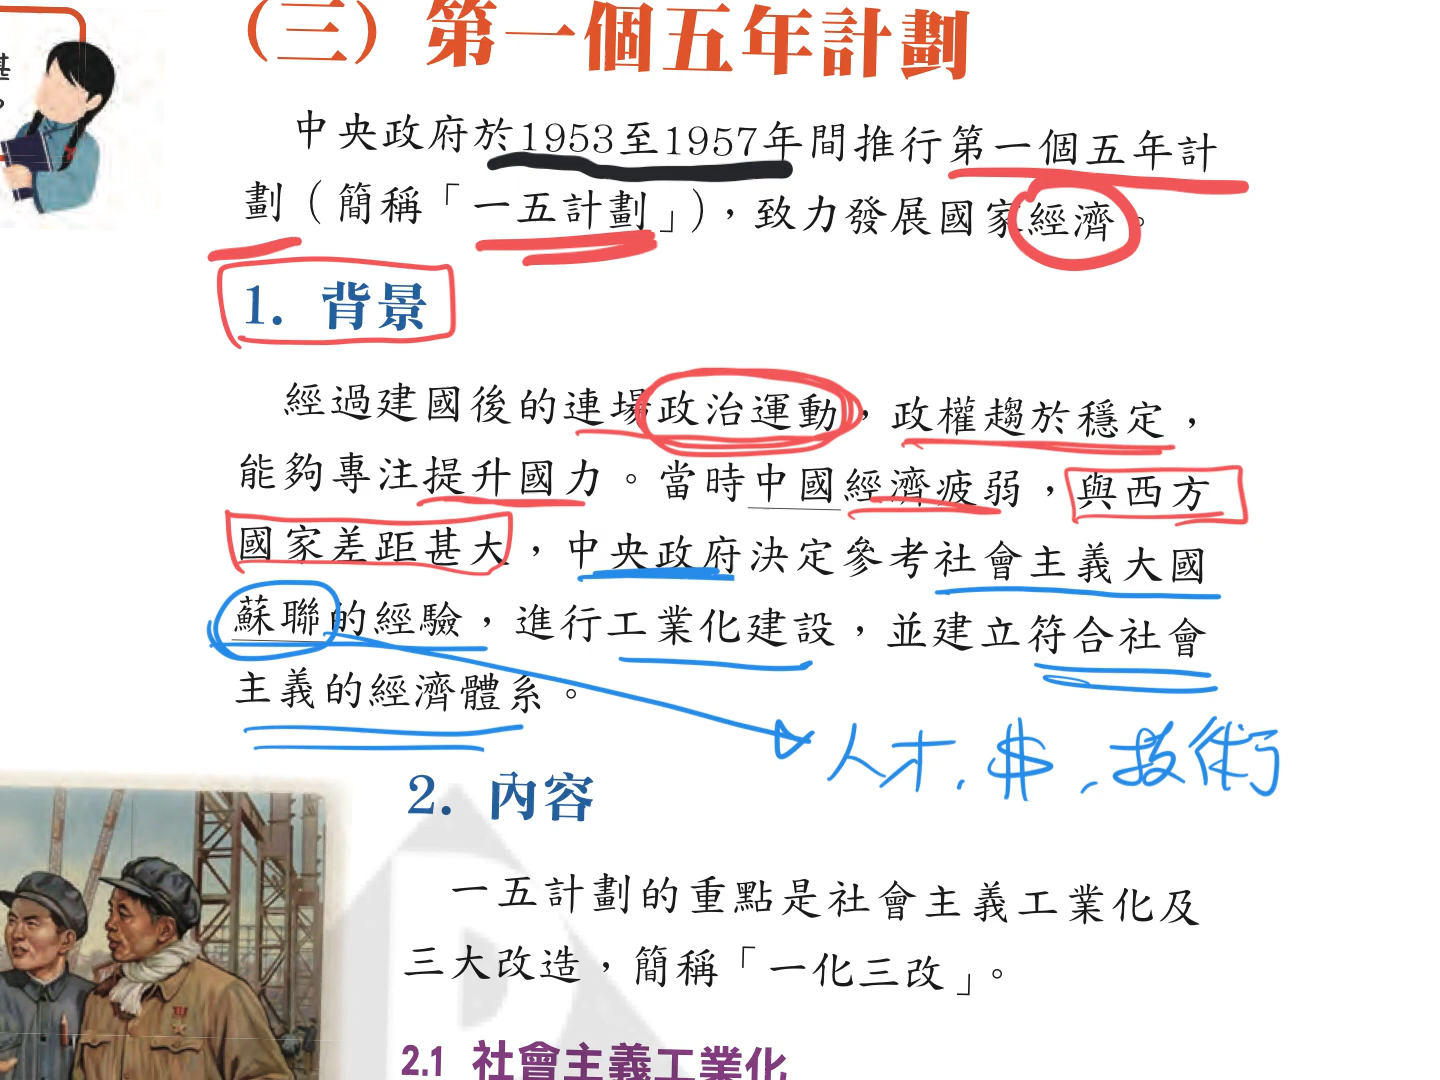 甚
？
（三）第一個五年計劃
中央政府於1953至1957年間推行第一個五年計
劃（簡稱「一五計劃」），致力發展國家經濟。
1. 背景
經過建國後的連場政治運動，政權趨於穩定，
能夠專注提升國力。當時中國經濟疲弱，與西方
國家差距甚大，中央政府決定參考社會主義大國
蘇聯的經驗，進行工業化建設，並建立符合社會
主義的經濟體系。
人才、$、技術
2. 內容
一五計劃的重點是社會主義工業化及
三大改造，簡稱「一化三改」。
2.1 社會主義工業化